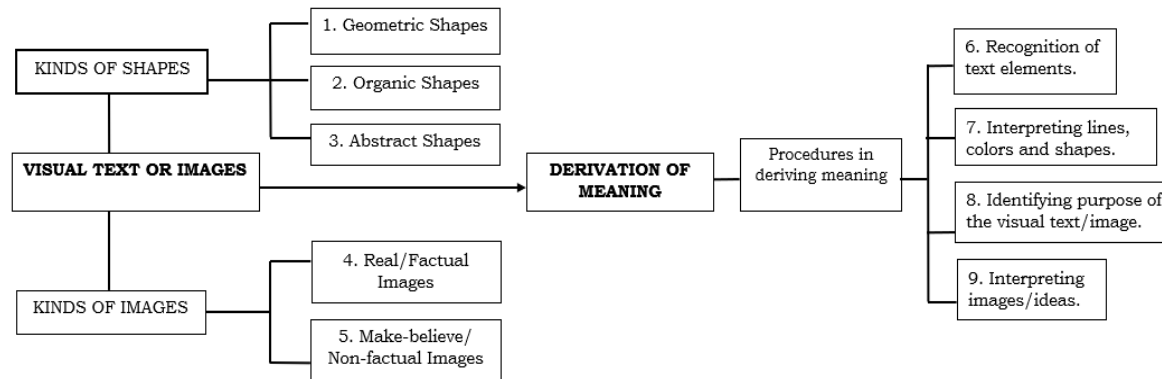 KINDS OF SHAPES
1. Geometric Shapes
2. Organic Shapes
3. Abstract Shapes
VISUAL TEXT OR IMAGES
KINDS OF IMAGES
4. Real/Factual
Images
5. Make-believe/
Non-factual Images
DERIVATION OF
MEANING
Procedures in
deriving meaning
6. Recognition of
text elements.
7. Interpreting lines,
colors and shapes.
8. Identifying purpose of
the visual text/image.
9. Interpreting
images/ideas.